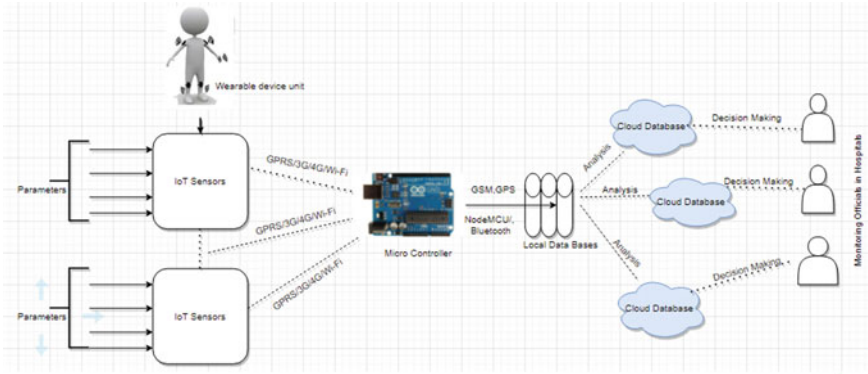 Wearable device unit
Parameters
IoT Sensors
GPRS/3G/4G/Wi-Fi
GPRS/3G/4G/Wi-Fi
GPRS/3G/4G/Wi-Fi
Parameters
IoT Sensors
Micro Controller
GSM,GPS
NodeMCU/,
Bluetooth
Local Data Bases
Analysis
Analysis
Analysis
Cloud Database
Cloud Database
Cloud Database
Decision Making
Decision Making
Decision Making
Monitoring Official in Hospitals